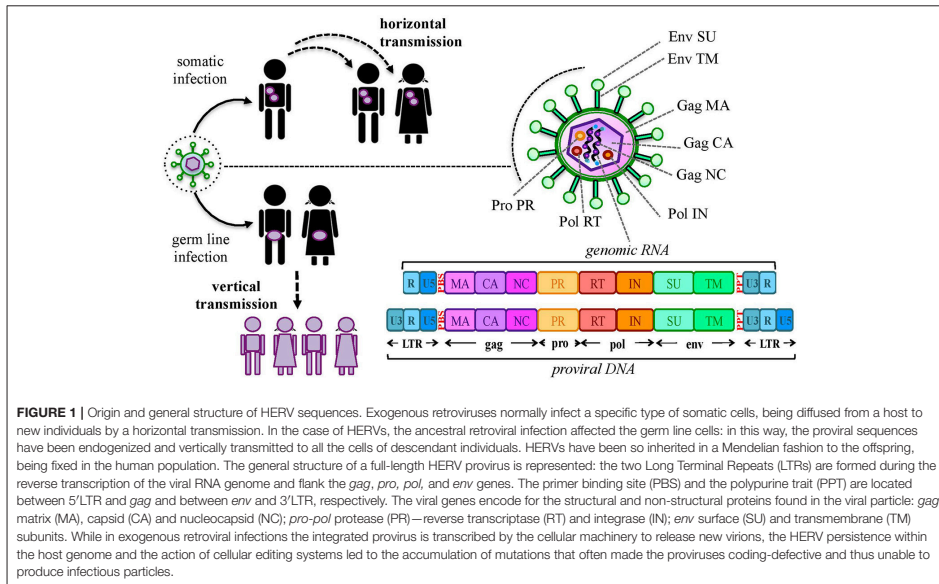 horizontal
transmission
somatic
infection
germ line
infection
vertical
transmission
Env SU
Env TM
Gag MA
Gag CA
Gag NC
Pol IN
Pol RT
Pro PR
genomic RNA
R U5 PBS MA CA NC PR RT IN SU TM PPT U3 R
U3 R U5 PBS MA CA NC PR RT IN SU TM PPT U3 R U5
LTR gag pro pol env LTR
proviral DNA
FIGURE 1 | Origin and general structure of HERV sequences. Exogenous retroviruses normally infect a specific type of somatic cells, being diffused from a host to
new individuals by a horizontal transmission. In the case of HERVs, the ancestral retroviral infection affected the germ line cells: in this way, the proviral sequences
have been endogenized and vertically transmitted to all the cells of descendant individuals. HERVs have been so inherited in a Mendelian fashion to the offspring,
being fixed in the human population. The general structure of a full-length HERV provirus is represented: the two Long Terminal Repeats (LTRs) are formed during the
reverse transcription of the viral RNA genome and flank the gag, pro, pol, and env genes. The primer binding site (PBS) and the polypurine trait (PPT) are located
between 5′LTR and gag and between env and 3′LTR, respectively. The viral genes encode for the structural and non-structural proteins found in the viral particle: gag
matrix (MA), capsid (CA) and nucleocapsid (NC); pro-pol protease (PR)—reverse transcriptase (RT) and integrase (IN); env surface (SU) and transmembrane (TM)
subunits. While in exogenous retroviral infections the integrated provirus is transcribed by the cellular machinery to release new virions, the HERV persistence within
the host genome and the action of cellular editing systems led to the accumulation of mutations that often made the proviruses coding-defective and thus unable to
produce infectious particles.